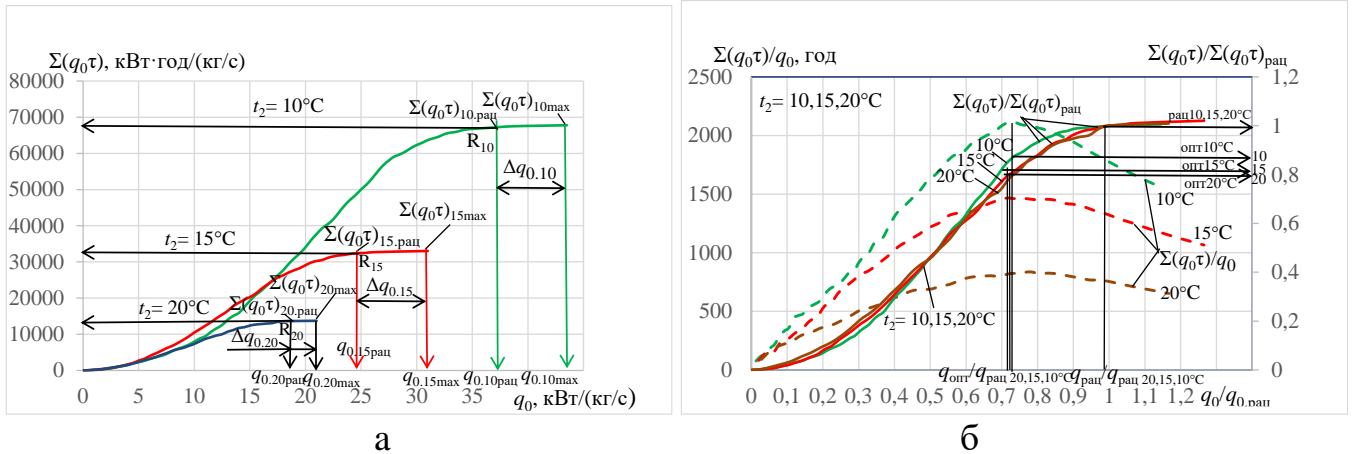 Σ(q₀τ), кВт·год/(кг/с)
80000
70000
60000
50000
40000
30000
20000
10000
0
t₂= 10°C
Σ(q₀τ)₁₀.рац
Σ(q₀τ)₁₀max
R₁₀
Δq₀.₁₀
t₂= 15°C
Σ(q₀τ)₁₅.рац
Σ(q₀τ)₁₅max
R₁₅
Δq₀.₁₅
t₂= 20°C
Σ(q₀τ)₂₀.рац
Σ(q₀τ)₂₀max
R₂₀
Δq₀.₂₀
q₀.₂₀рац
q₀.₂₀max
q₀.₁₅рац
q₀.₁₅max
q₀.₁₀рац
q₀.₁₀max
0 5 10 15 20 25 30 35
q₀, кВт/(кг/с)
а
Σ(q₀τ)/q₀, год
Σ(q₀τ)/Σ(q₀τ)рац
2500
2000
1500
1000
500
0
1,2
1
0,8
0,6
0,4
0,2
0
t₂= 10,15,20°C
Σ(q₀τ)/Σ(q₀τ)рац
рац10,15,20°C
10°C
15°C
20°C
опт10°C 10
опт15°C 15
опт20°C 20
10°C
15°C
Σ(q₀τ)/q₀
20°C
t₂= 10,15,20°C
qопт/qрац 20,15,10°C
qрац/qрац 20,15,10°C
0 0,1 0,2 0,3 0,4 0,5 0,6 0,7 0,8 0,9 1 1,1 1,2
q₀/q₀.рац
б